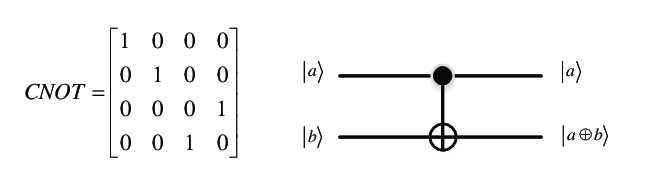 CNOT = [1 0 0 0
0 1 0 0
0 0 0 1
0 0 1 0]
|a⟩ |a⟩
|b⟩ |a⊕b⟩